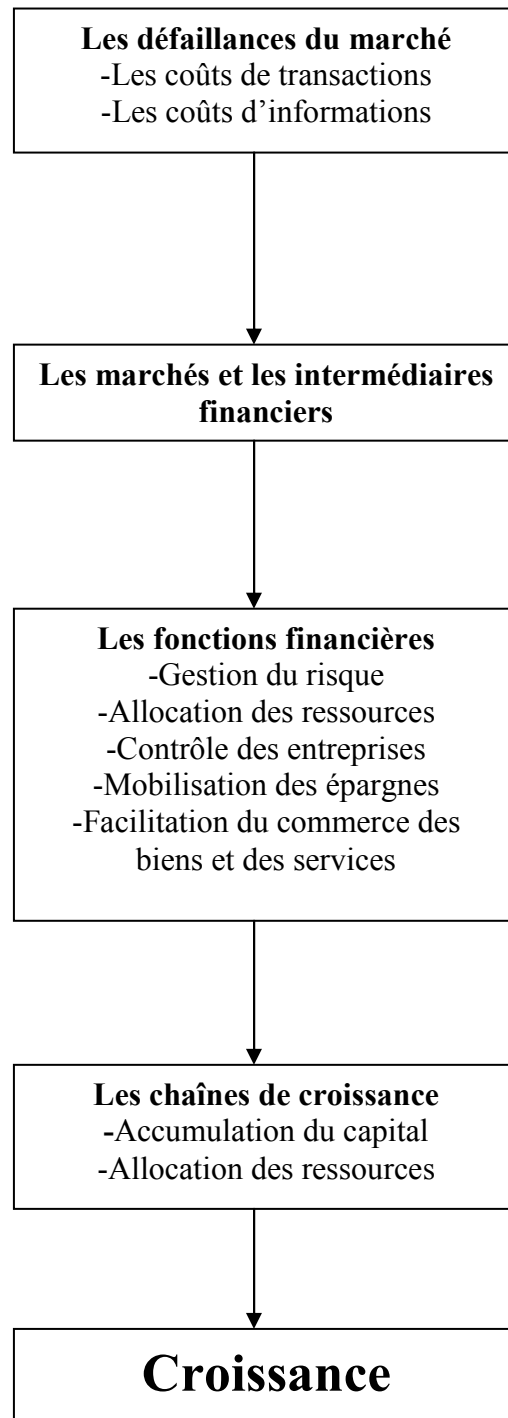 Les défaillances du marché
-Les coûts de transactions
-Les coûts d’informations
Les marchés et les intermédiaires
financiers
Les fonctions financières
-Gestion du risque
-Allocation des ressources
-Contrôle des entreprises
-Mobilisation des épargnes
-Facilitation du commerce des
biens et des services
Les chaînes de croissance
-Accumulation du capital
-Allocation des ressources
Croissance